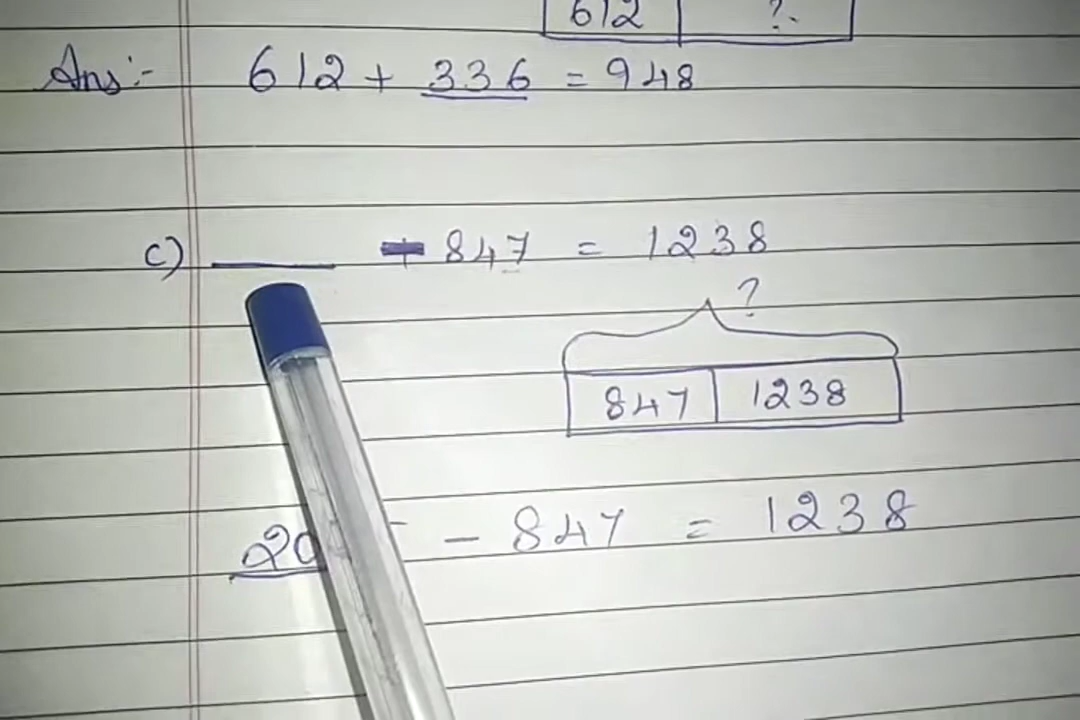 612 ?
Ans:- 612 + 336 = 948
c) ____ - 847 = 1238
?
847 1238
20 - 847 = 1238